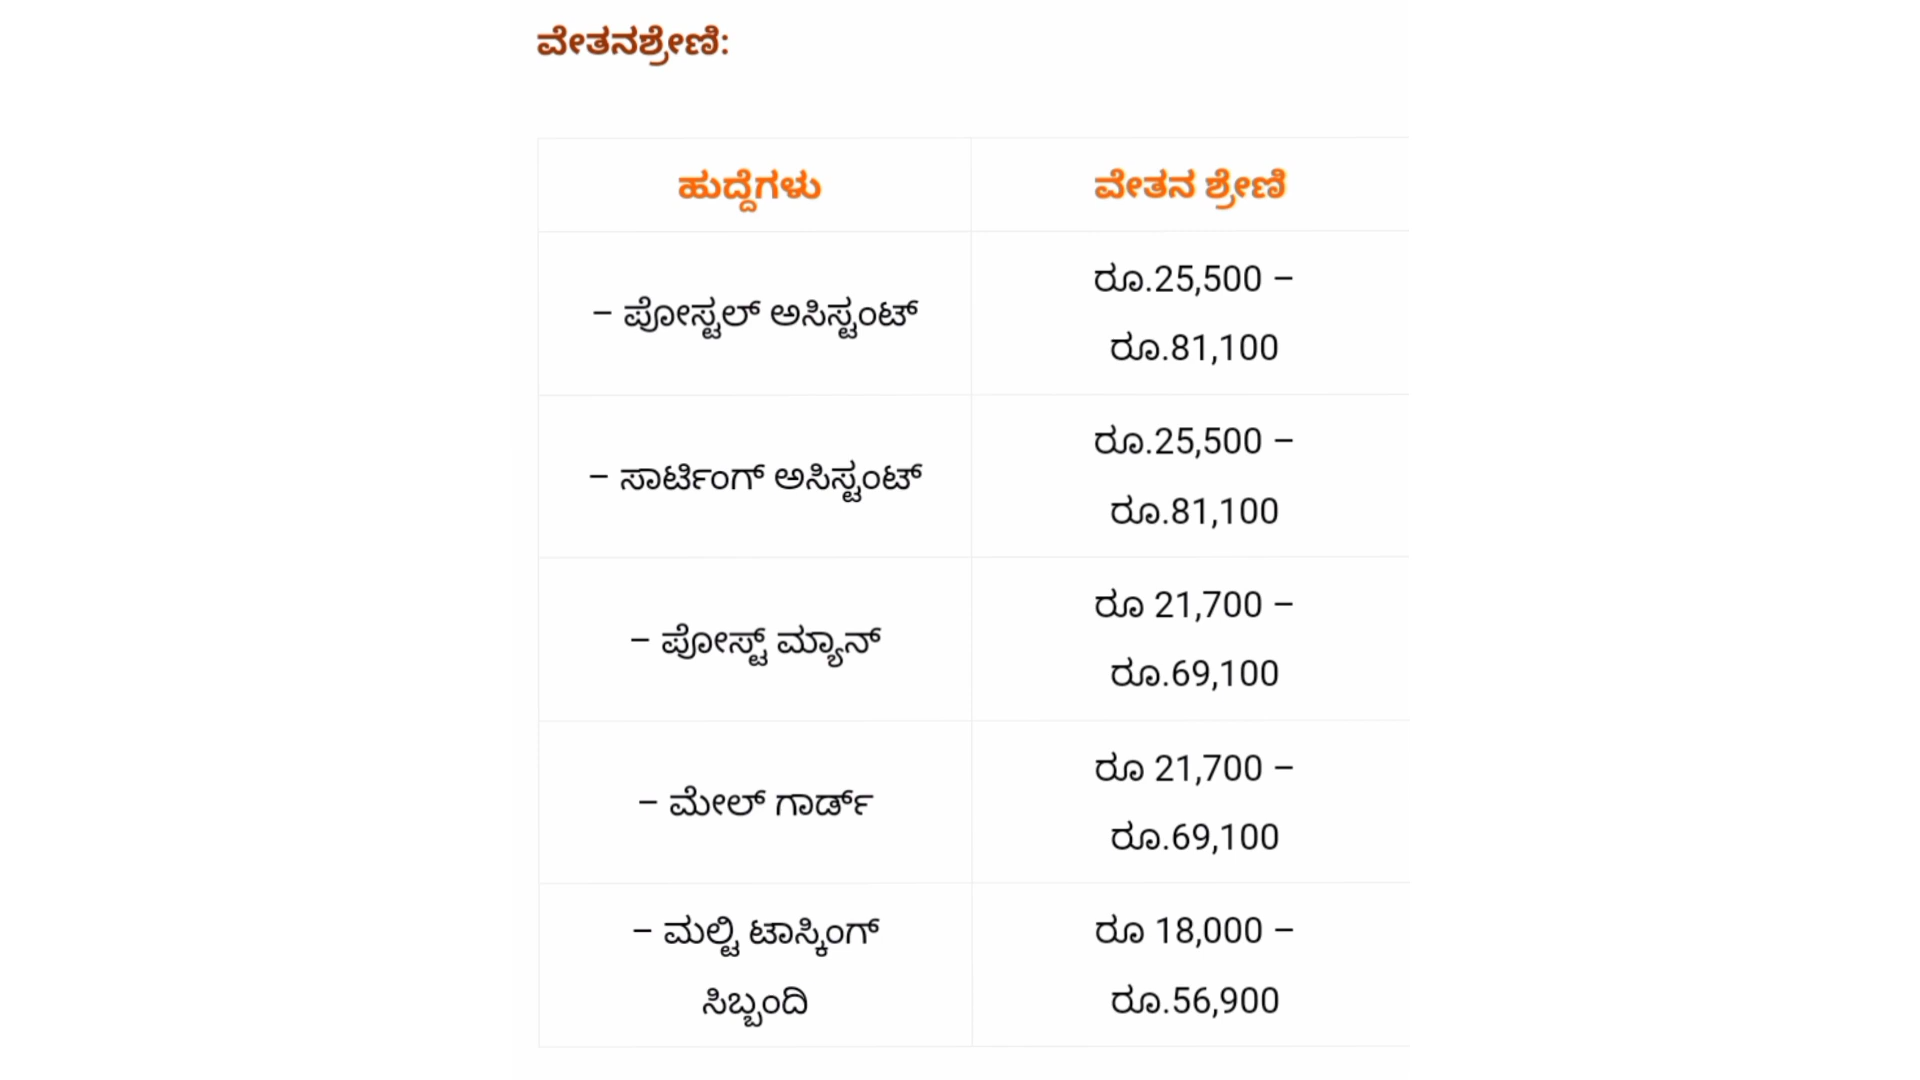 ವೇತನಶ್ರೇಣಿ:
ಹುದ್ದೆಗಳು ವೇತನ ಶ್ರೇಣಿ
– ಪೋಸ್ಟಲ್ ಅಸಿಸ್ಟಂಟ್ ರೂ.25,500 –
ರೂ.81,100
– ಸಾರ್ಟಿಂಗ್ ಅಸಿಸ್ಟಂಟ್ ರೂ.25,500 –
ರೂ.81,100
– ಪೋಸ್ಟ್ ಮ್ಯಾನ್ ರೂ 21,700 –
ರೂ.69,100
– ಮೇಲ್ ಗಾರ್ಡ್ ರೂ 21,700 –
ರೂ.69,100
– ಮಲ್ಟಿ ಟಾಸ್ಕಿಂಗ್ ರೂ 18,000 –
ಸಿಬ್ಬಂದಿ ರೂ.56,900